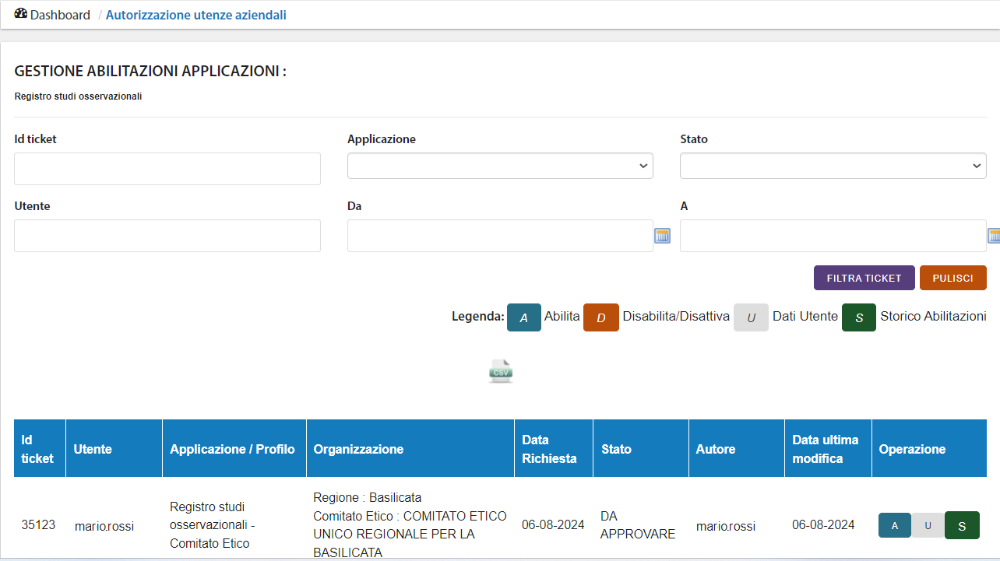 Dashboard / Autorizzazione utenze aziendali
GESTIONE ABILITAZIONI APPLICAZIONI :
Registro studi osservazionali
Id ticket
Applicazione
Stato
Utente
Da
A
FILTRA TICKET
PULISCI
Legenda: A Abilita D Disabilita/Disattiva U Dati Utente S Storico Abilitazioni
CSV
Id
ticket
Utente
Applicazione / Profilo
Organizzazione
Data
Richiesta
Stato
Autore
Data ultima
modifica
Operazione
35123
mario.rossi
Registro studi
osservazionali -
Comitato Etico
Regione : Basilicata
Comitato Etico : COMITATO ETICO
UNICO REGIONALE PER LA
BASILICATA
06-08-2024
DA
APPROVARE
mario.rossi
06-08-2024
A U S